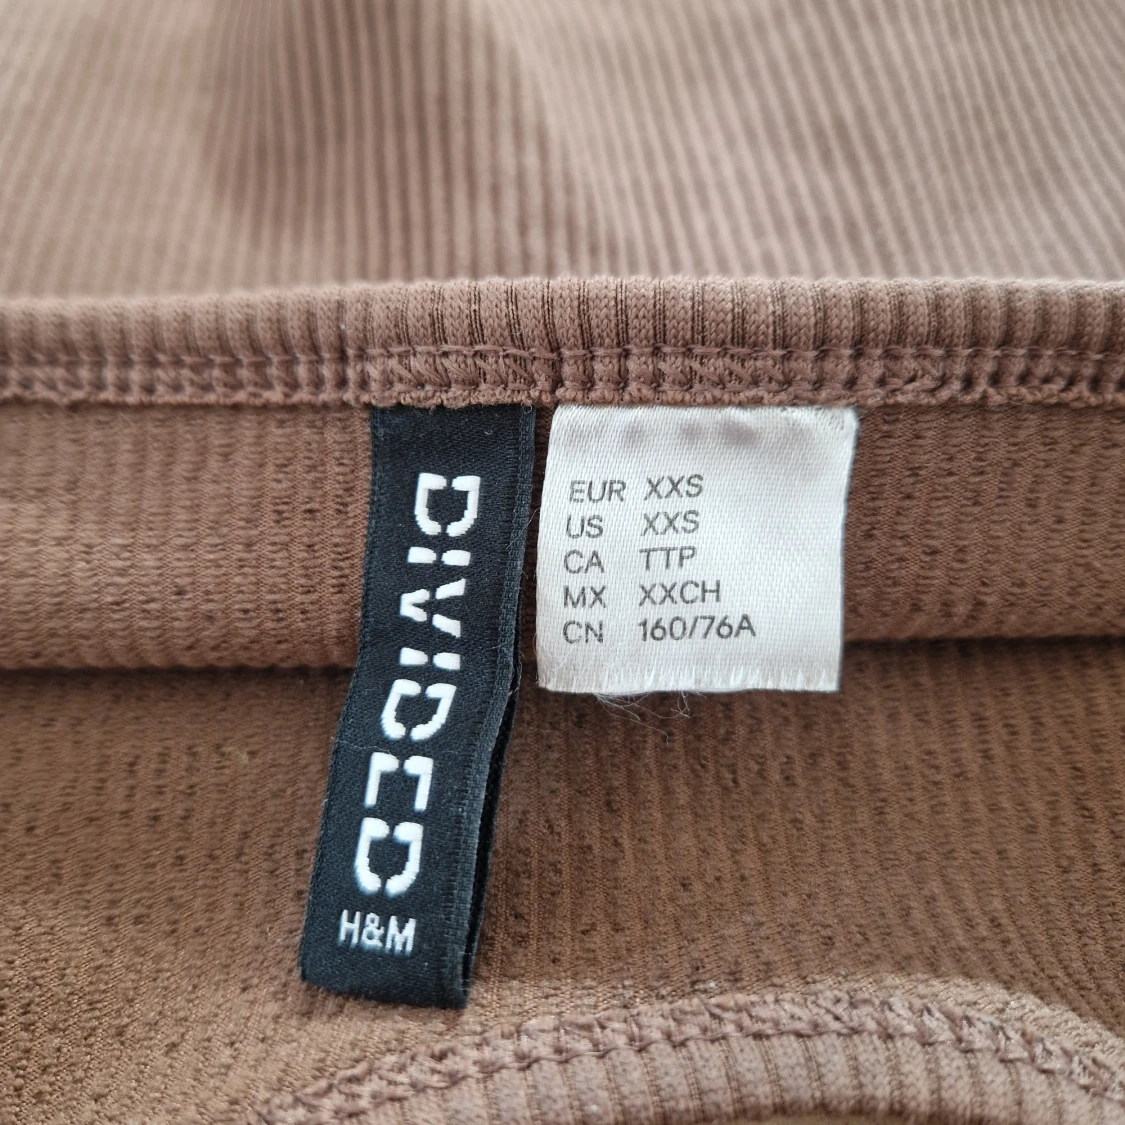 DIVIDED
H&M
EUR XXS
US XXS
CA TTP
MX XXCH
CN 160/76A